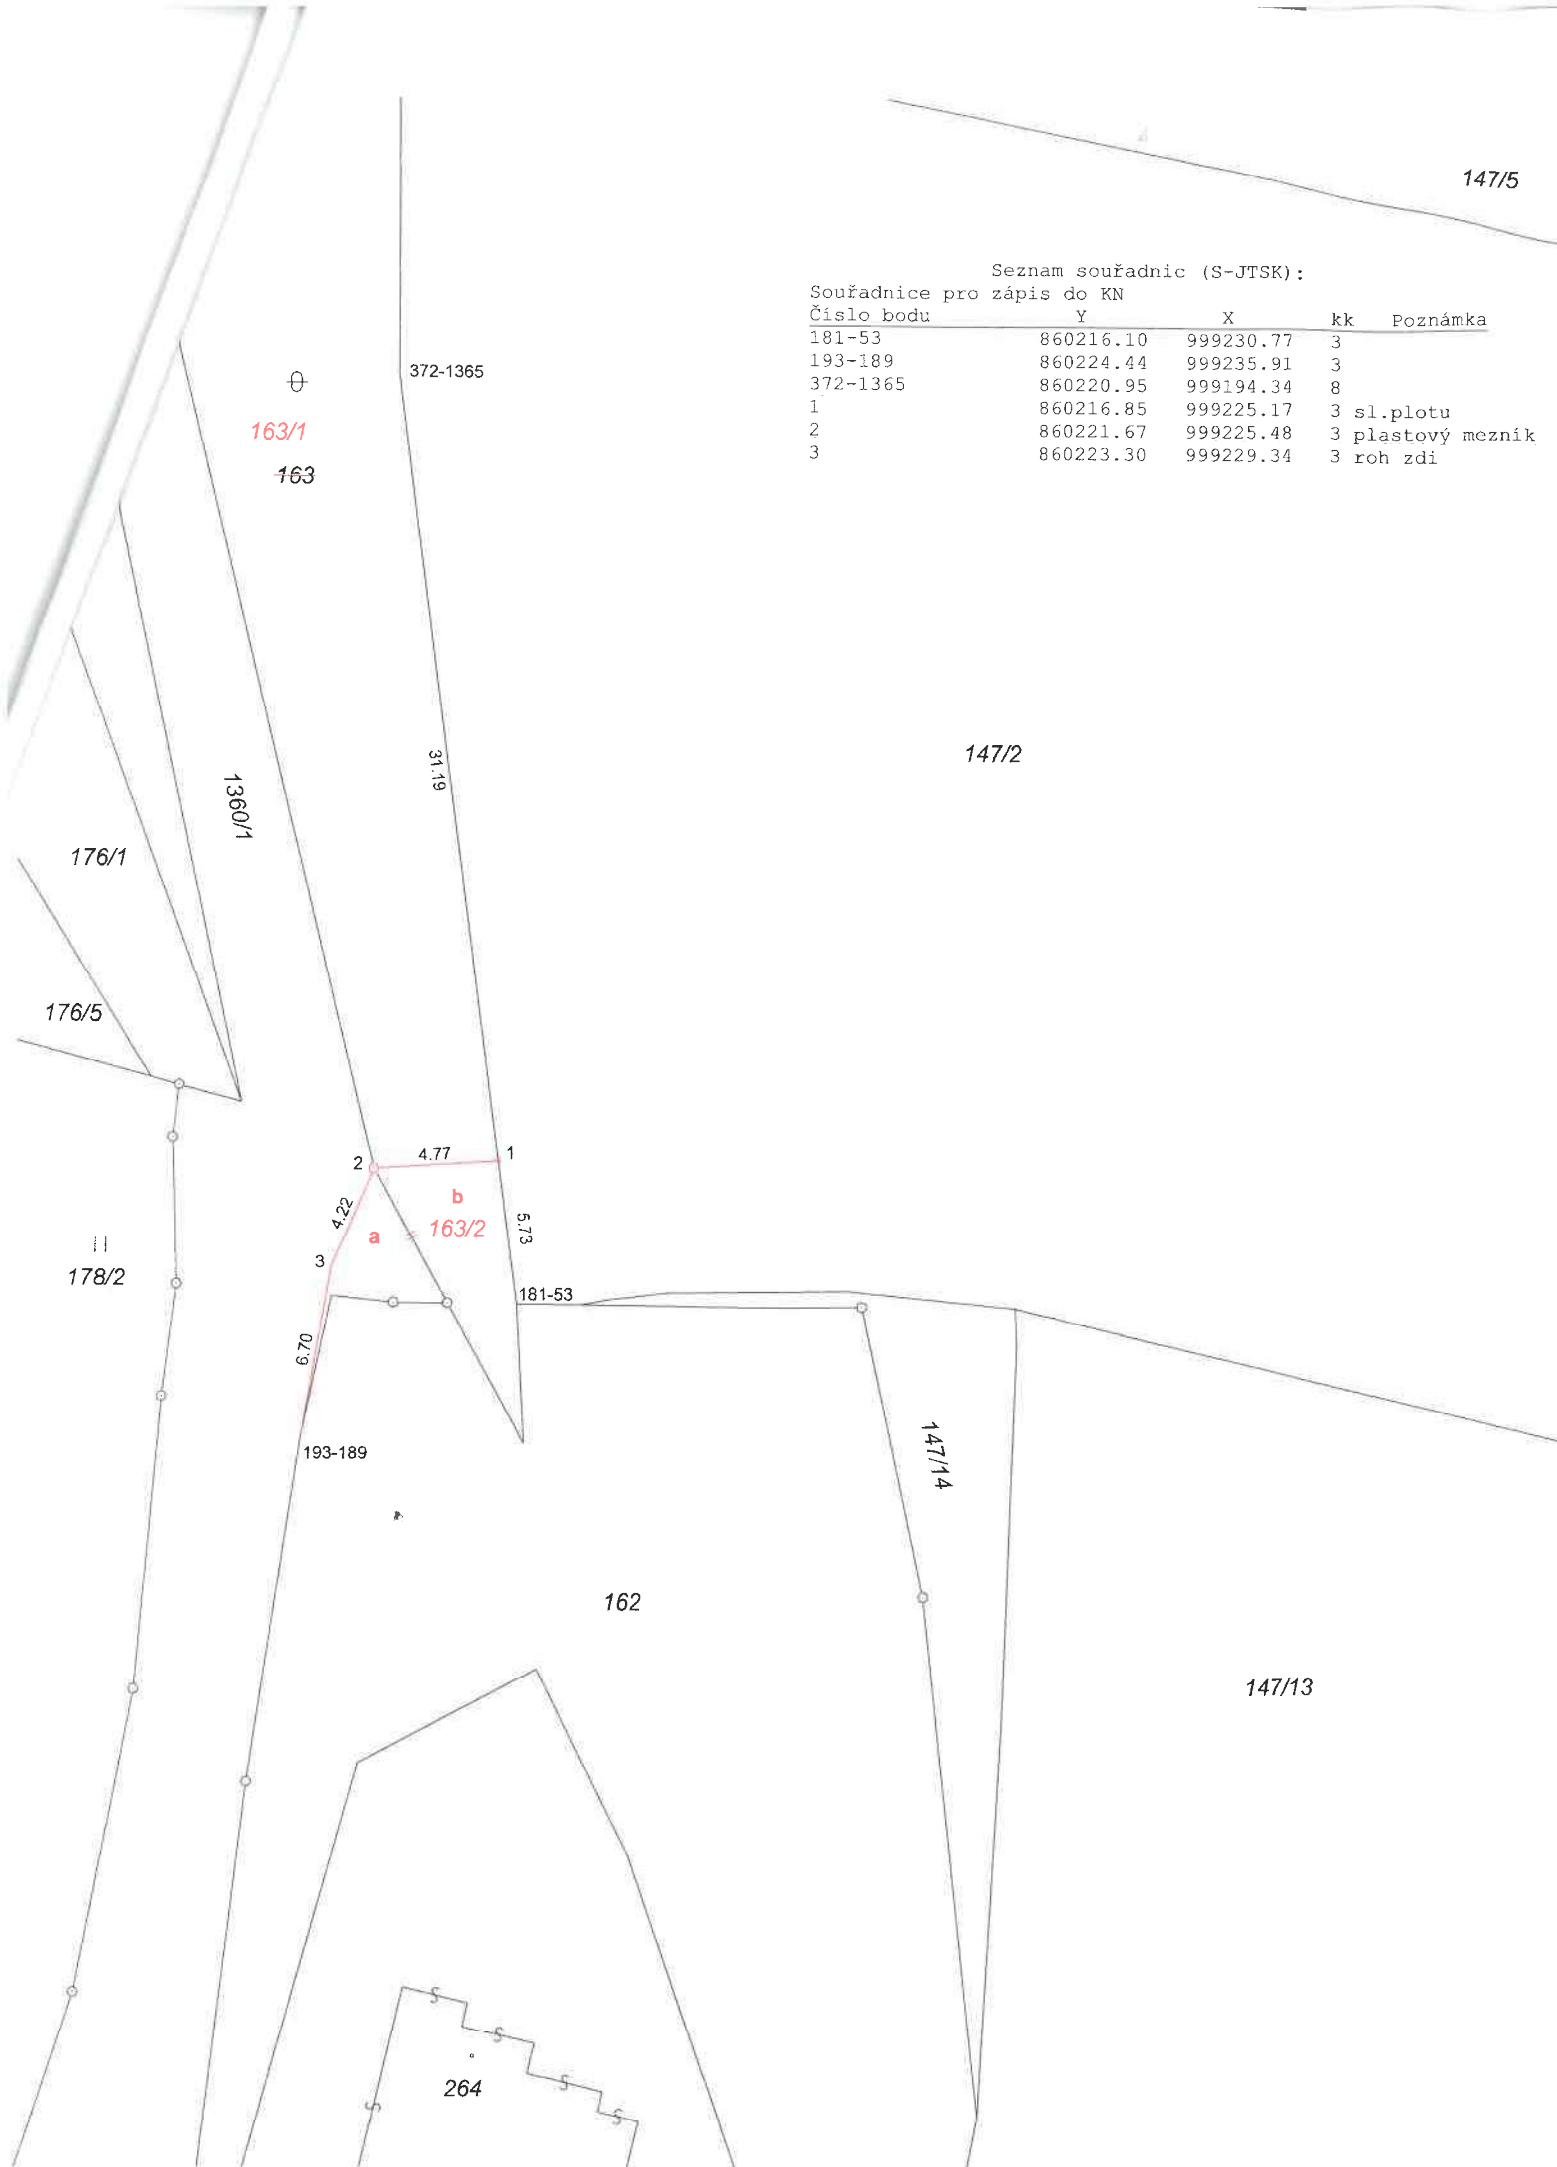 147/5
Seznam souřadnic (S-JTSK):
Souřadnice pro zápis do KN
Číslo bodu Y X kk Poznámka
181-53 860216.10 999230.77 3
193-189 860224.44 999235.91 3
372-1365 860220.95 999194.34 8
1 860216.85 999225.17 3 sl.plotu
2 860221.67 999225.48 3 plastový mezník
3 860223.30 999229.34 3 roh zdi
372-1365
163/1
163
31.19
147/2
1360/1
176/1
176/5
2
4.77
1
4.22
b
163/2
a
5.73
3
178/2
181-53
6.70
193-189
147/14
162
147/13
264